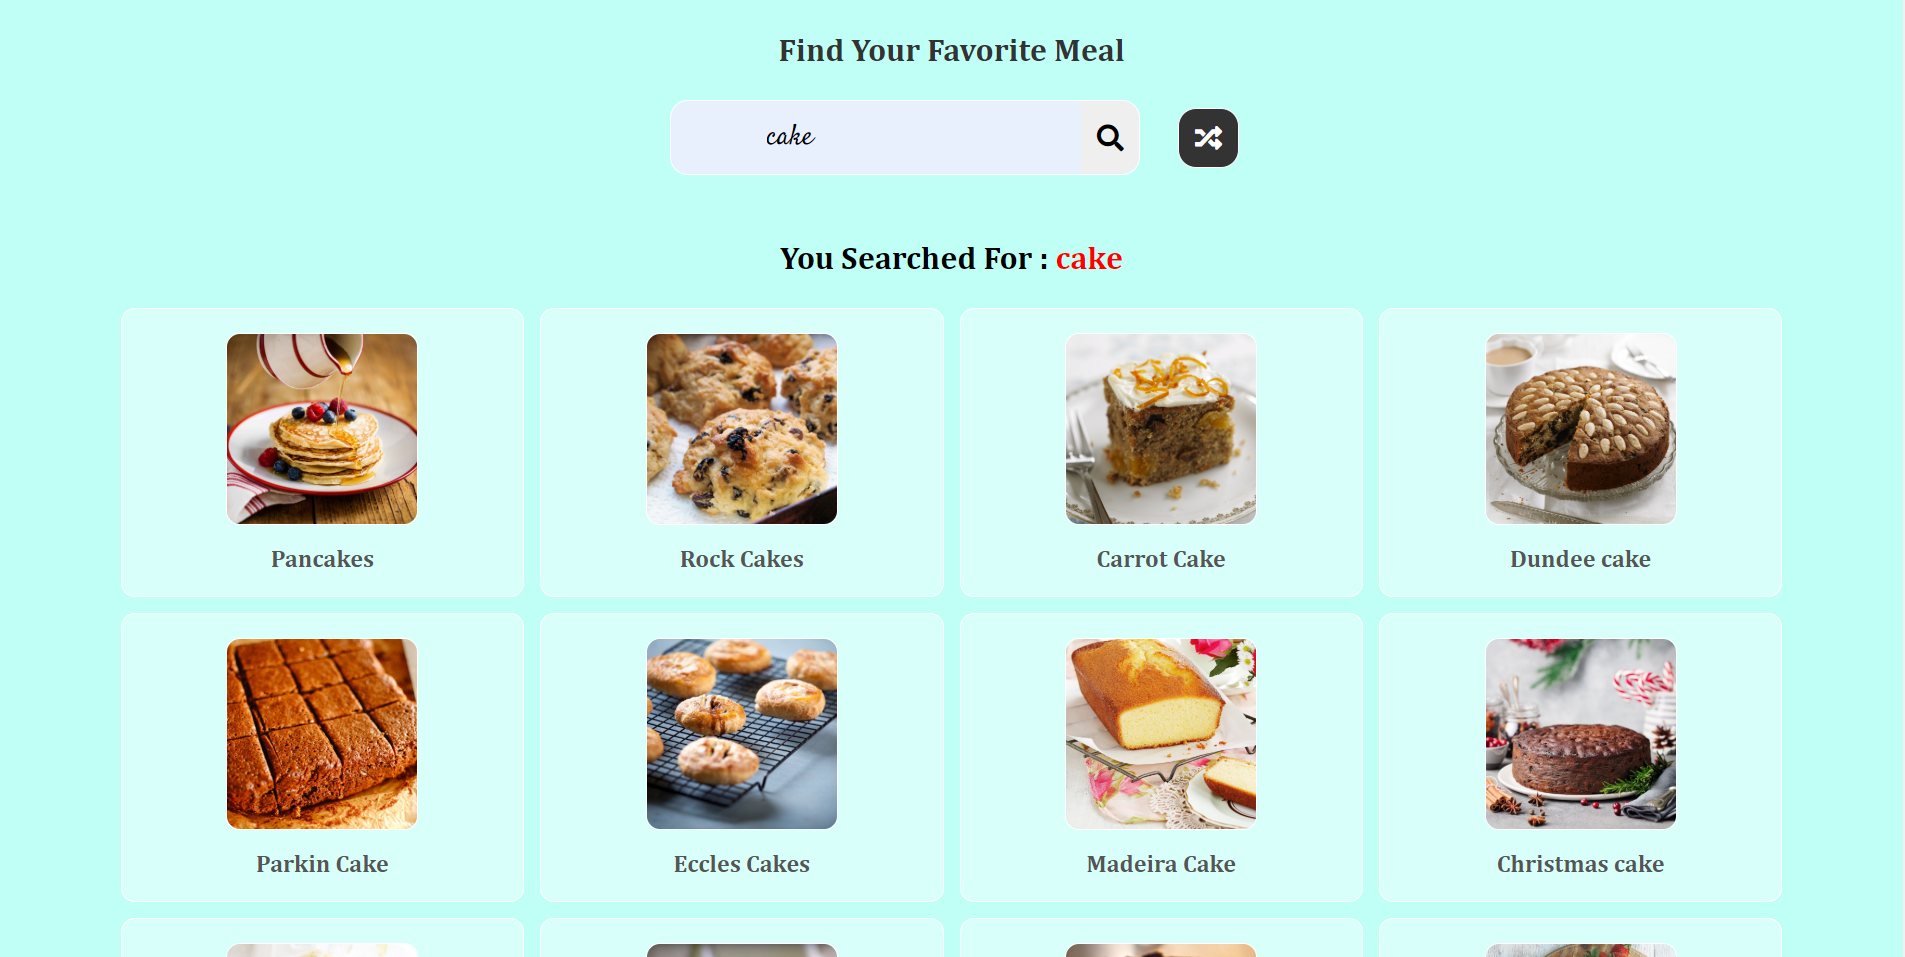 Find Your Favorite Meal
cake
You Searched For : cake
Pancakes
Rock Cakes
Carrot Cake
Dundee cake
Parkin Cake
Eccles Cakes
Madeira Cake
Christmas cake